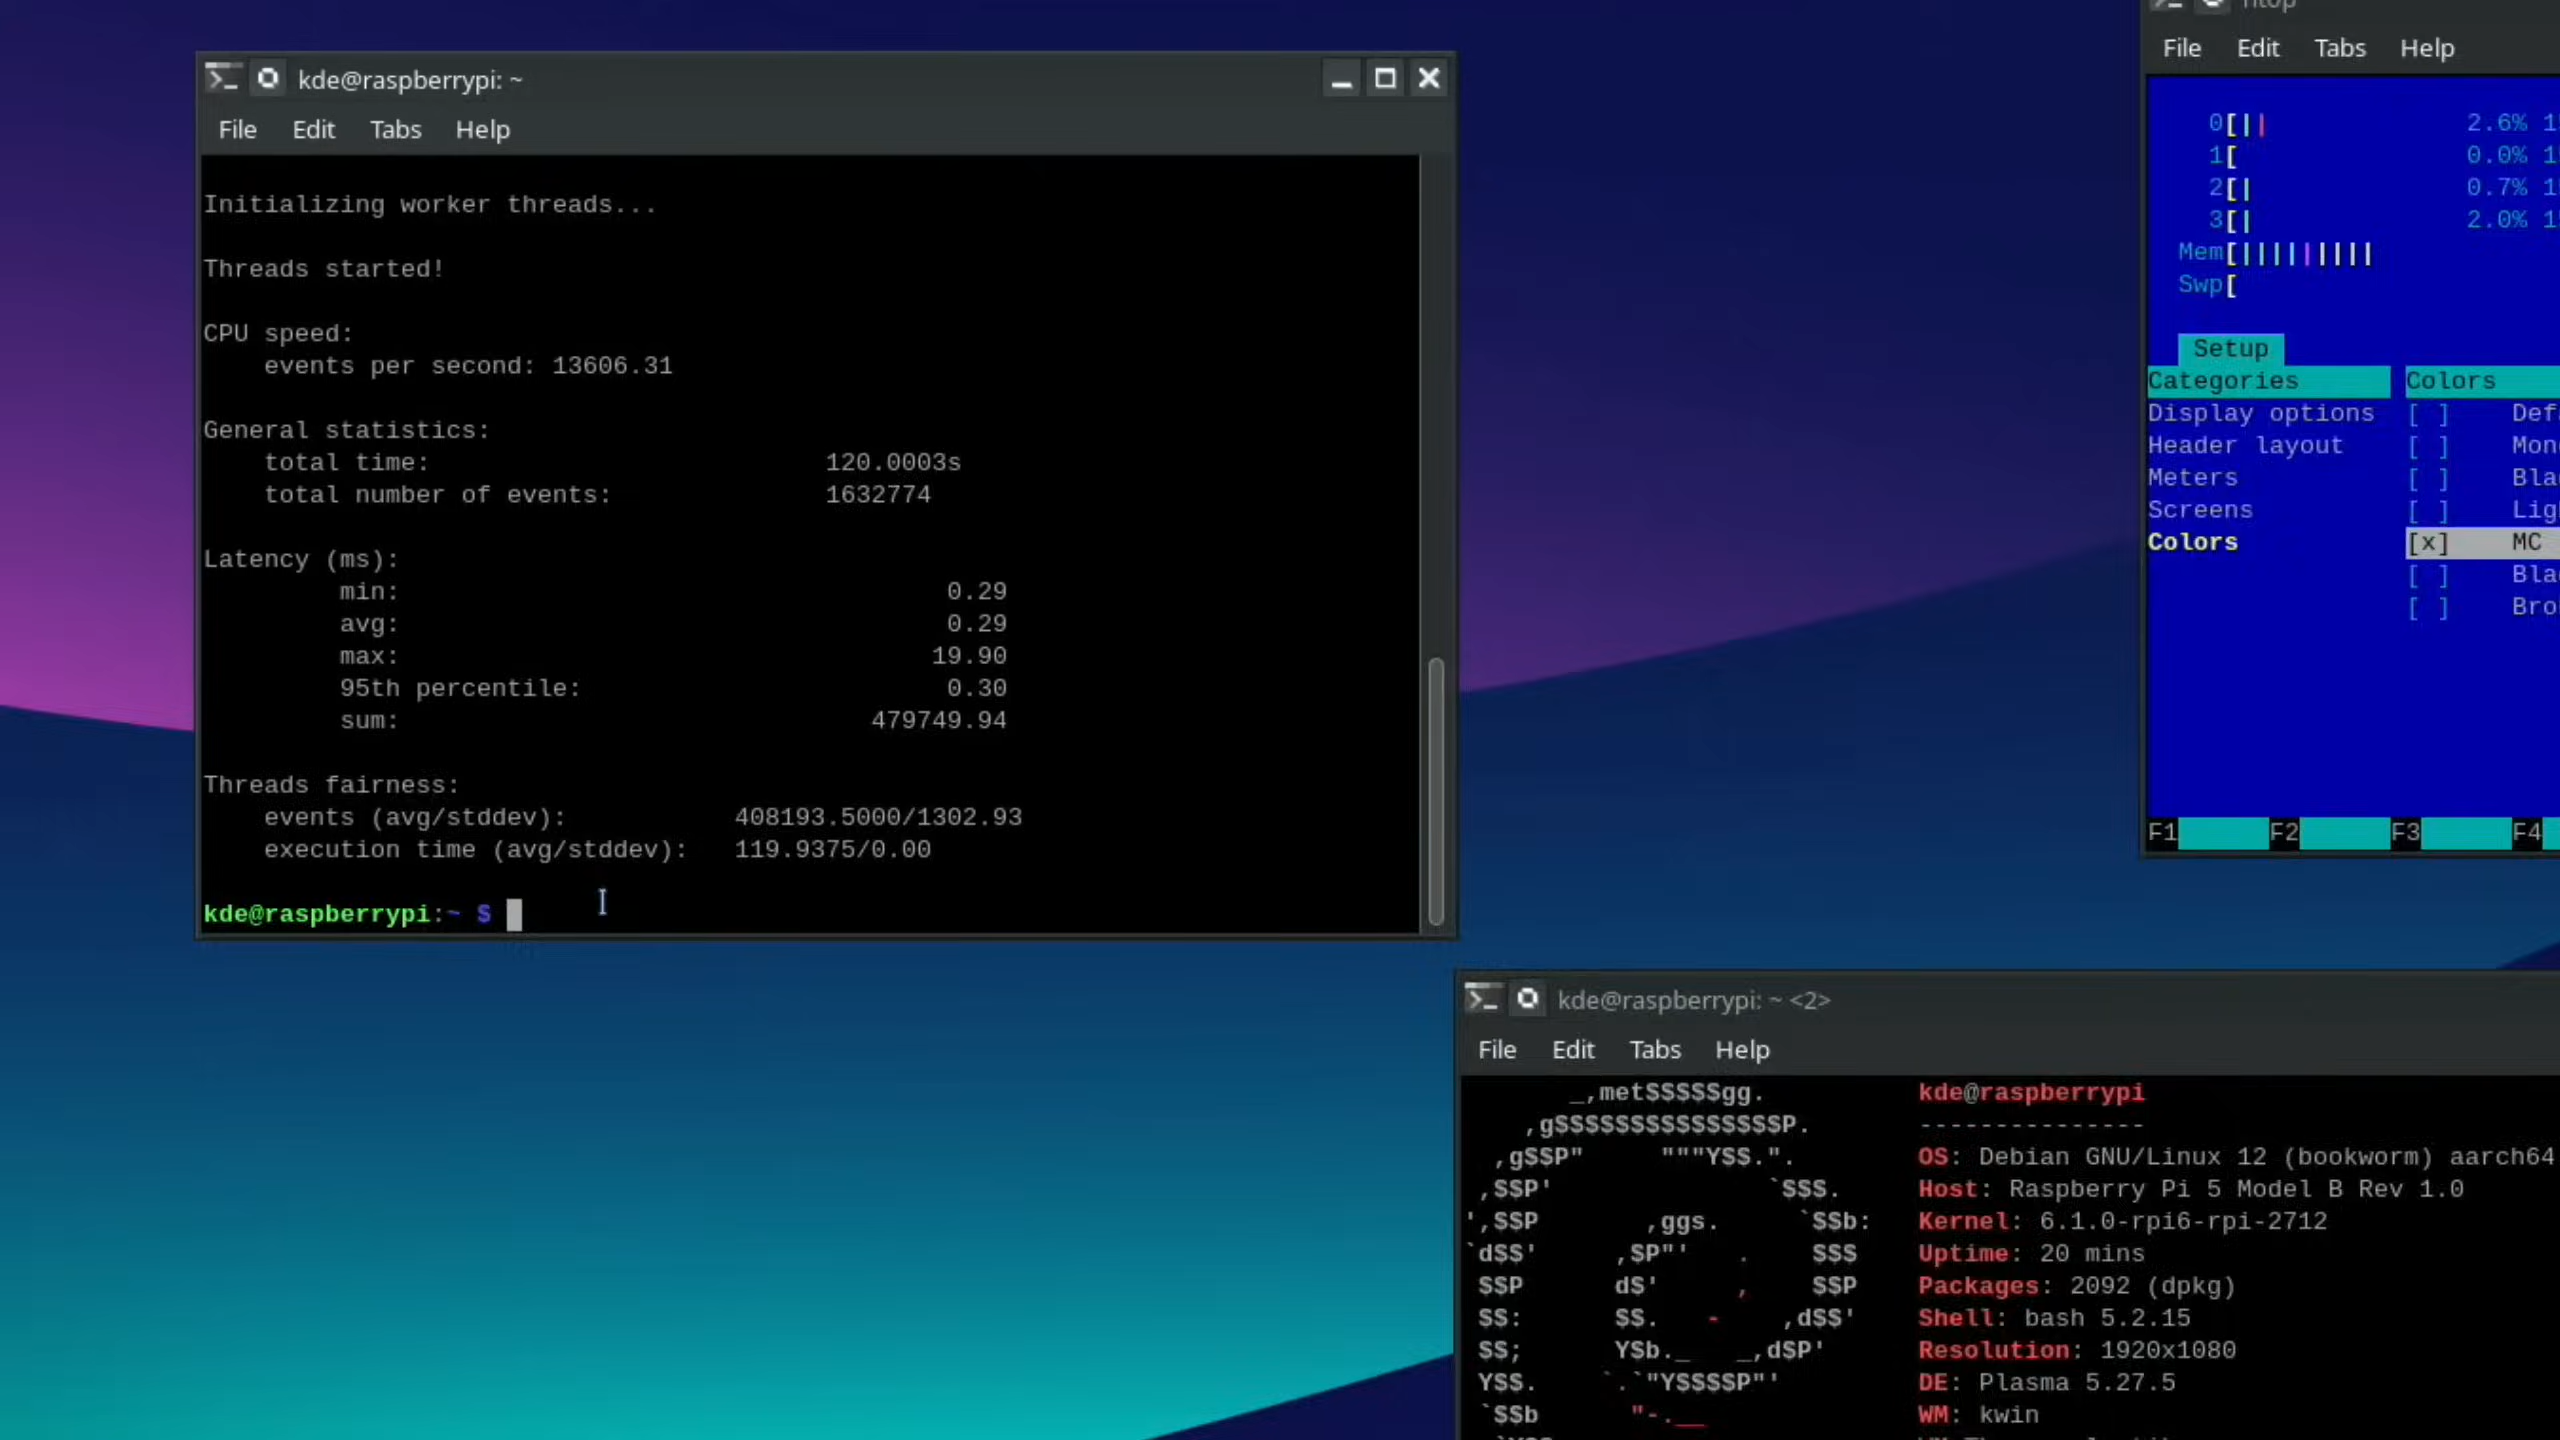 kde@raspberrypi: ~
File Edit Tabs Help
Initializing worker threads...
Threads started!
CPU speed:
events per second: 13606.31
General statistics:
total time: 120.0003s
total number of events: 1632774
Latency (ms):
min: 0.29
avg: 0.29
max: 19.90
95th percentile: 0.30
sum: 479749.94
Threads fairness:
events (avg/stddev): 408193.5000/1302.93
execution time (avg/stddev): 119.9375/0.00
kde@raspberrypi:~ $
htop
File Edit Tabs Help
0[|| 2.6%
1[ 0.0%
2[| 0.7%
3[| 2.0%
Mem[||||||||||
Swp[
Setup
Categories Colors
Display options [ ]
Header layout [ ]
Meters [ ]
Screens [ ]
Colors [x] MC
[ ]
[ ]
F1 F2 F3 F4
kde@raspberrypi: ~ <2>
File Edit Tabs Help
_,met$$$$$gg. kde@raspberrypi
,g$$$$$$$$$$$$$$$P. ---------------
,g$$P" """Y$$.". OS: Debian GNU/Linux 12 (bookworm) aarch64
,$$P' `$$$. Host: Raspberry Pi 5 Model B Rev 1.0
',$$P ,ggs. `$$b: Kernel: 6.1.0-rpi6-rpi-2712
`d$$' ,$P"' . $$$ Uptime: 20 mins
$$P d$' , $$P Packages: 2092 (dpkg)
$$: $$. - ,d$$' Shell: bash 5.2.15
$$; Y$b._ _,d$P' Resolution: 1920x1080
Y$$. `.`"Y$$$$P"' DE: Plasma 5.27.5
`$$b "-.__ WM: kwin